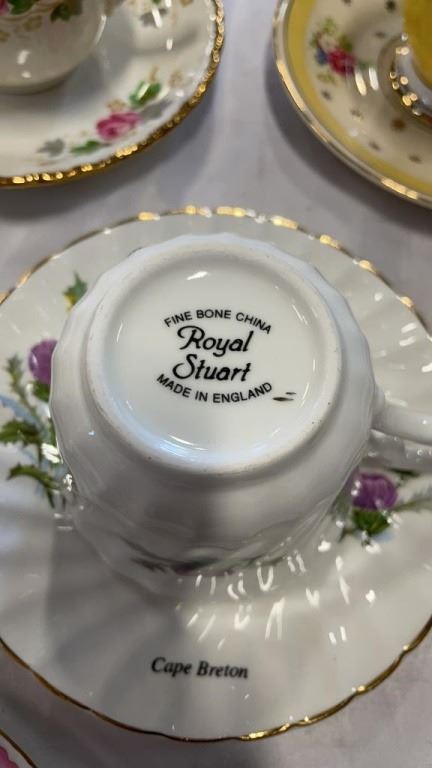 FINE BONE CHINA
Royal
Stuart
MADE IN ENGLAND
Cape Breton